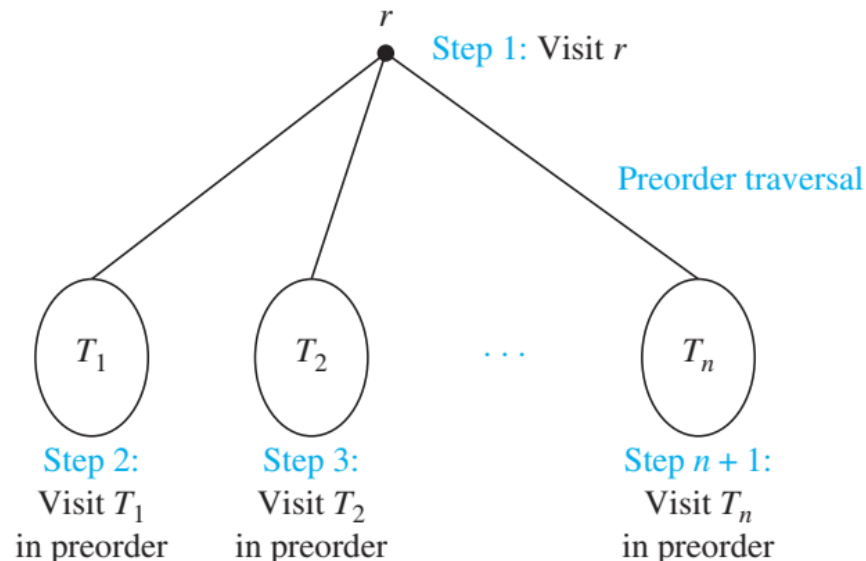 r
Step 1: Visit r
Preorder traversal
T₁
T₂
. . .
Tₙ
Step 2:
Visit T₁
in preorder
Step 3:
Visit T₂
in preorder
Step n + 1:
Visit Tₙ
in preorder